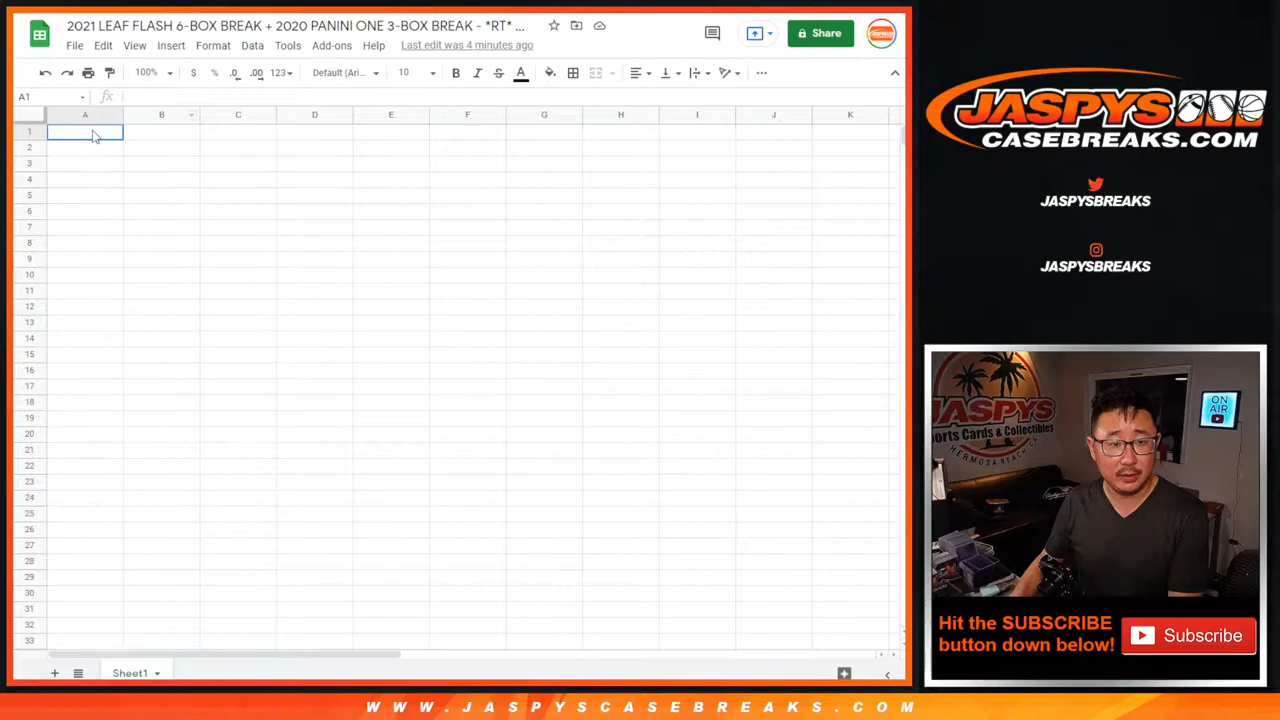 2021 LEAF FLASH 6-BOX BREAK + 2020 PANINI ONE 3-BOX BREAK - *RT* ...
File Edit View Insert Format Data Tools Add-ons Help Last edit was 4 minutes ago
Share
100% $ % .0 .00 123 Default (Ari... 10 B I S A
A1 fx
A B C D E F G H I J K
1
2
3
4
5
6
7
8
9
10
11
12
13
14
15
16
17
18
19
20
21
22
23
24
25
26
27
28
29
30
31
32
33
Sheet1
JASPYS
CASEBREAKS.COM
JASPYSBREAKS
JASPYSBREAKS
JASPYS
orts Cards & Collectibles
HERMOSA BEACH CA
ON
AIR
Hit the SUBSCRIBE
button down below!
Subscribe
WWW.JASPYSCASEBREAKS.COM